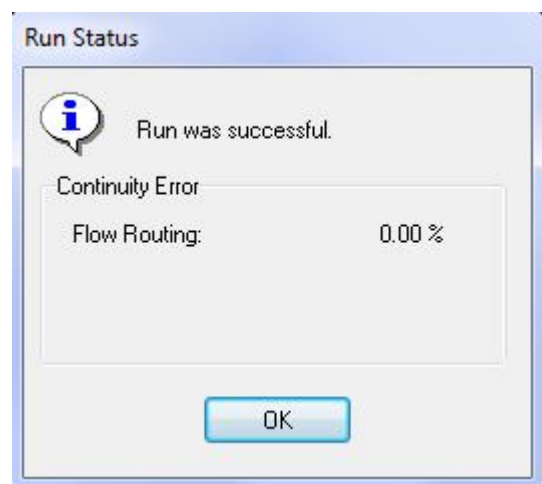 Run Status
Run was successful.
Continuity Error
Flow Routing: 0.00 %
OK